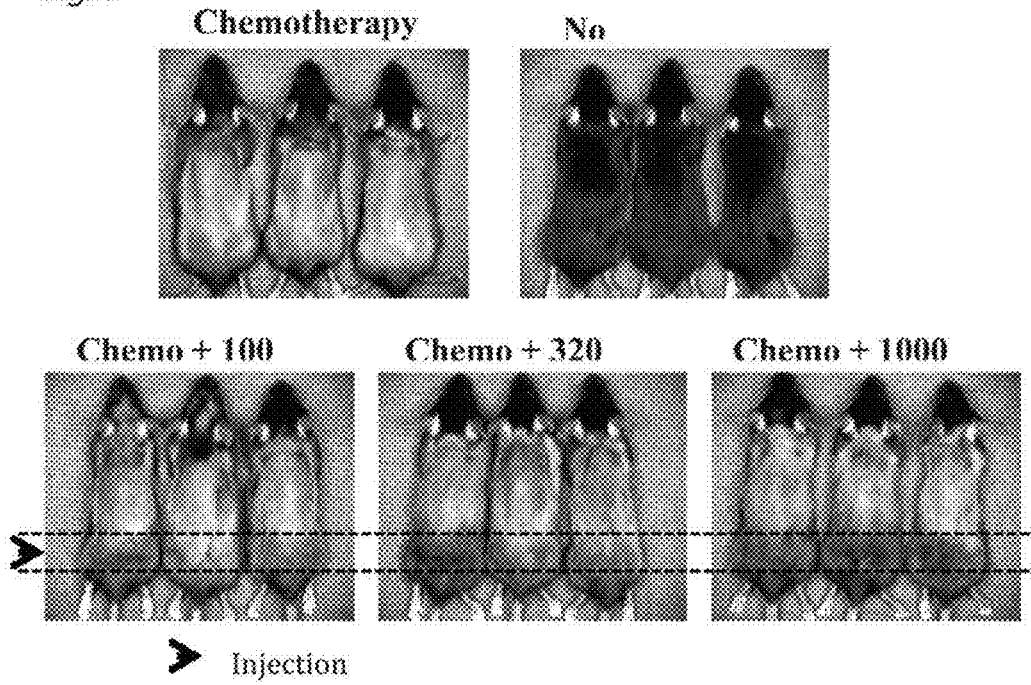 Chemotherapy
No
Chemo + 100
Chemo + 320
Chemo + 1000
Injection